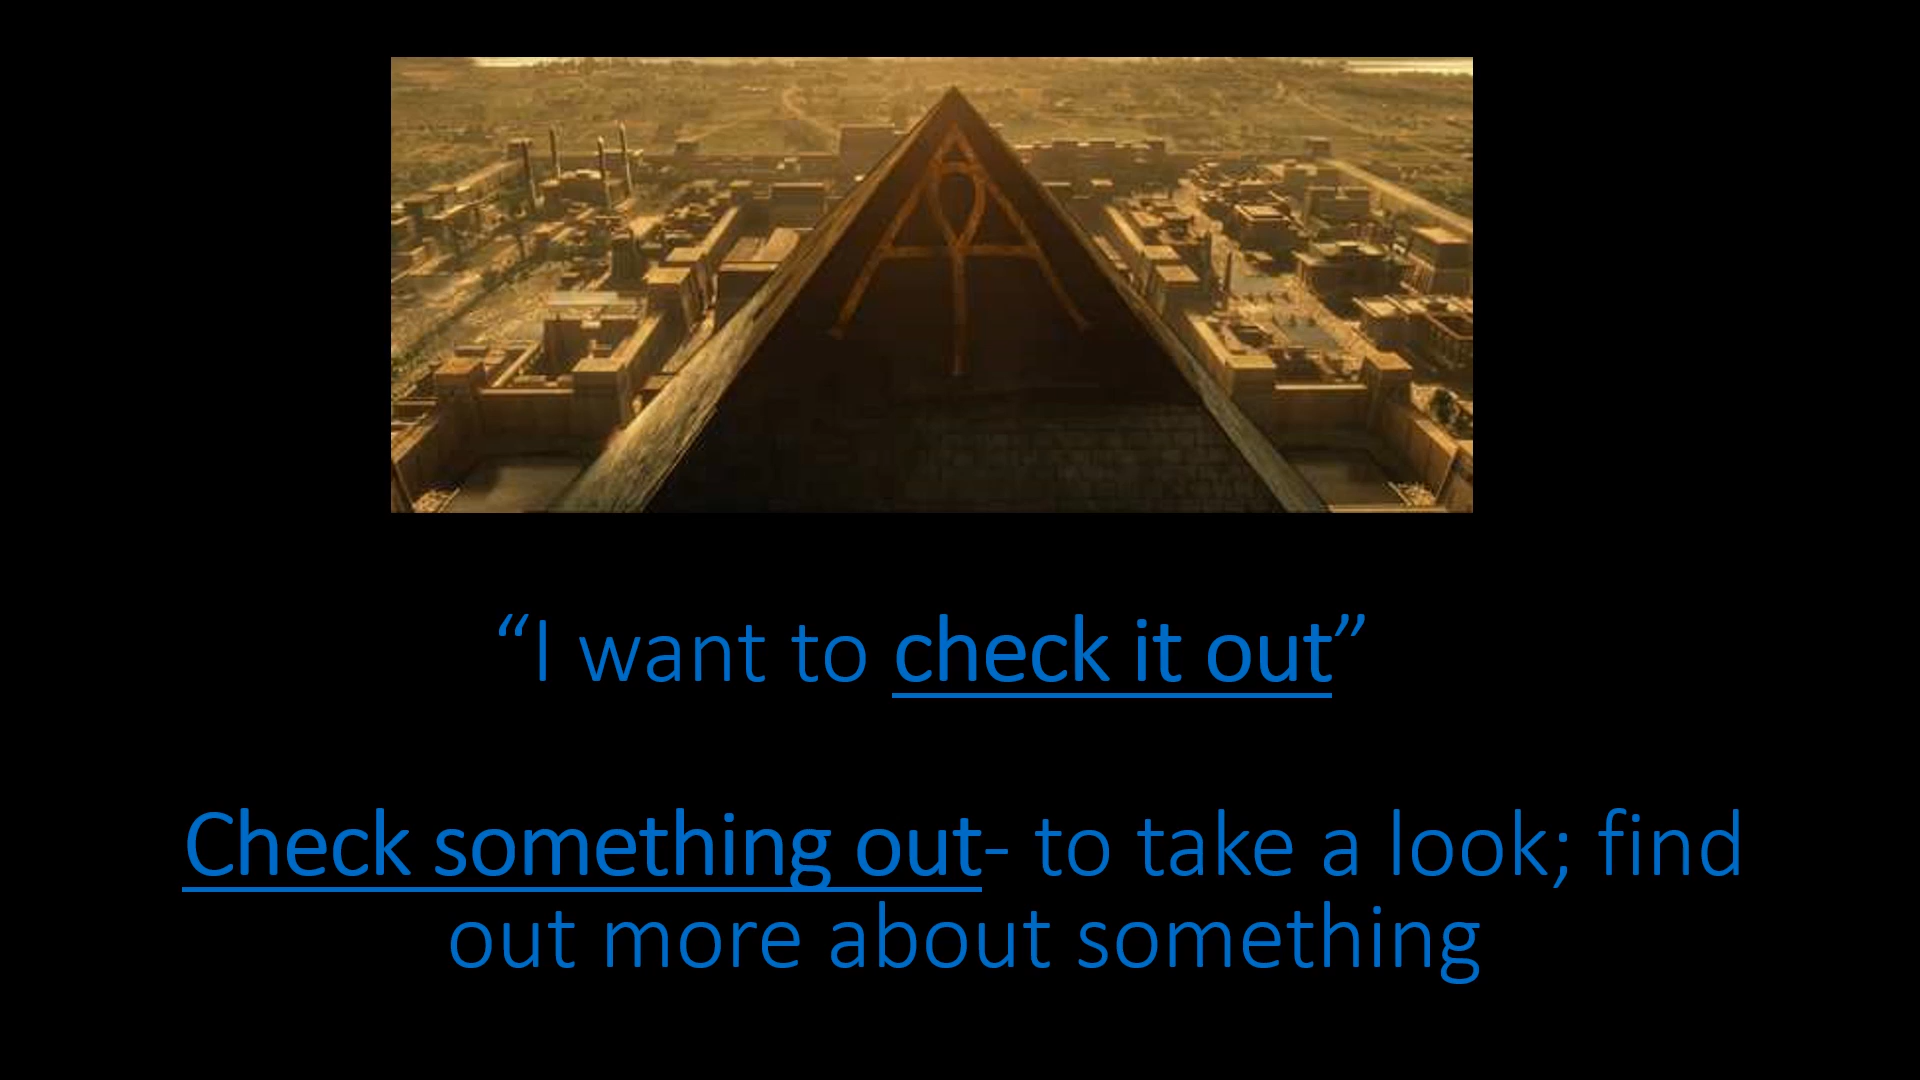 “I want to check it out”
Check something out- to take a look; find
out more about something